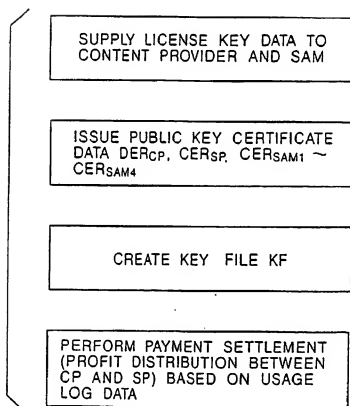 SUPPLY LICENSE KEY DATA TO
CONTENT PROVIDER AND SAM
ISSUE PUBLIC KEY CERTIFICATE
DATA DERCP, CERSP, CERSAM1 ~
CERSAM4
CREATE KEY FILE KF
PERFORM PAYMENT SETTLEMENT
(PROFIT DISTRIBUTION BETWEEN
CP AND SP) BASED ON USAGE
LOG DATA